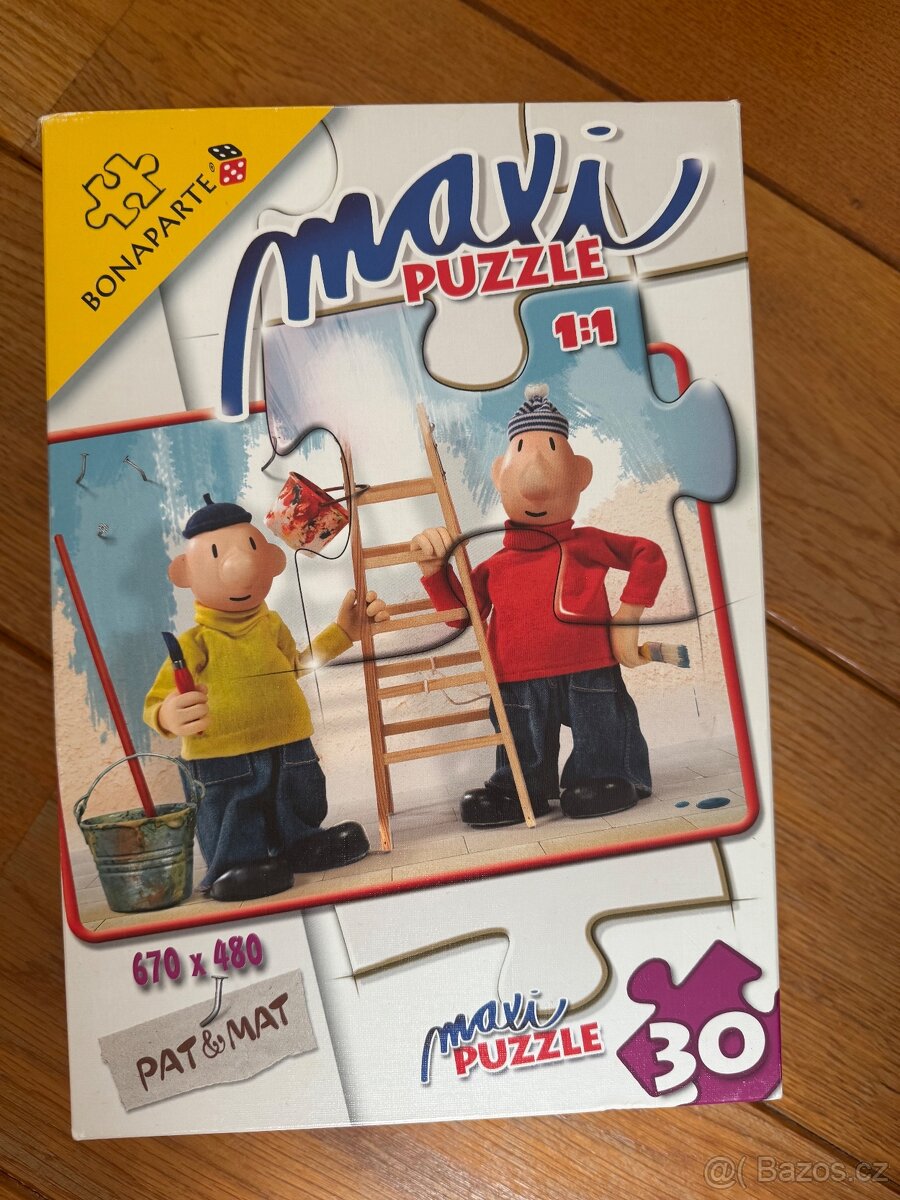 BONAPARTE®
maxi
PUZZLE
1:1
670 x 480
PAT & MAT
maxi
PUZZLE
30
@( Bazos.cz